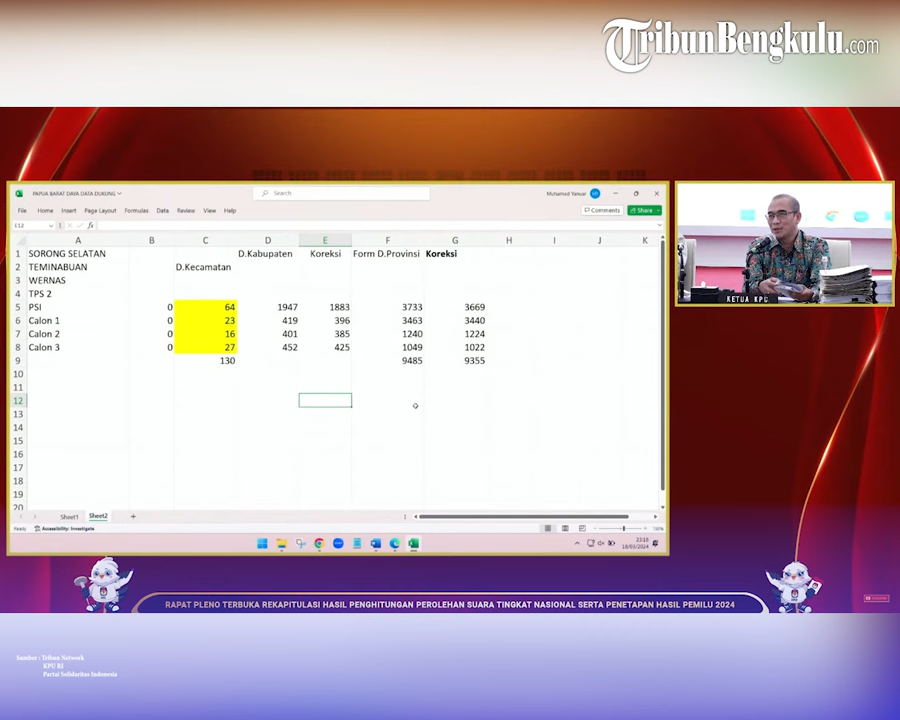 TribunBengkulu.com
PAPUA BARAT DAYA DATA DUKUNG
Search
Muhamad Yanuar
File Home Insert Page Layout Formulas Data Review View Help
Comments Share
E12 fx
A B C D E F G H I J K
1 SORONG SELATAN D.Kabupaten Koreksi Form D.Provinsi Koreksi
2 TEMINABUAN D.Kecamatan
3 WERNAS
4 TPS 2
5 PSI 0 64 1947 1883 3733 3669
6 Calon 1 0 23 419 396 3463 3440
7 Calon 2 0 16 401 385 1240 1224
8 Calon 3 0 27 452 425 1049 1022
9 130 9485 9355
10
11
12
13
14
15
16
17
18
19
20
Sheet1 Sheet2 +
Ready Accessibility: Investigate
23:10
18/03/2024
KETUA KPU
RAPAT PLENO TERBUKA REKAPITULASI HASIL PENGHITUNGAN PEROLEHAN SUARA TINGKAT NASIONAL SERTA PENETAPAN HASIL PEMILU 2024
Sumber : Tribun Network
KPU RI
Partai Solidaritas Indonesia